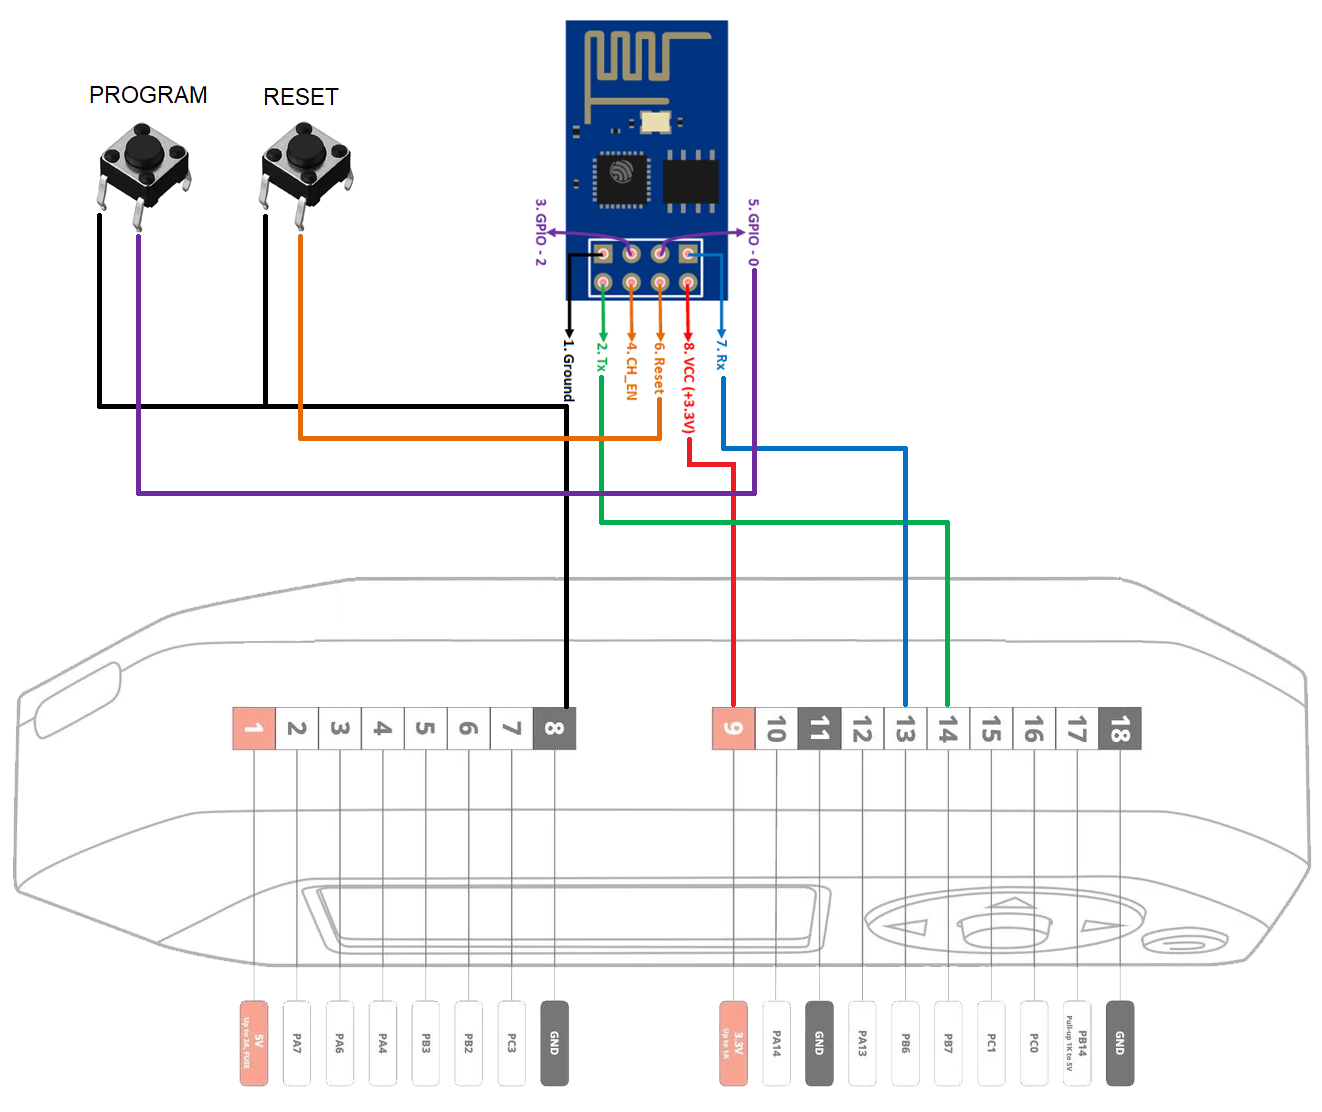 PROGRAM
RESET
3. GPIO - 2
5. GPIO - 0
1. Ground
2. Tx
4. CH_EN
6. Reset
8. VCC (+3.3V)
7. Rx
1 2 3 4 5 6 7 8
9 10 11 12 13 14 15 16 17 18
5V
Up to 2A, FUSE
PA7
PA6
PA4
PB3
PB2
PC3
GND
3.3V
Up to 1A
PA14
GND
PA13
PB6
PB7
PC1
PC0
PB14
Pull-up 1K to 5V
GND